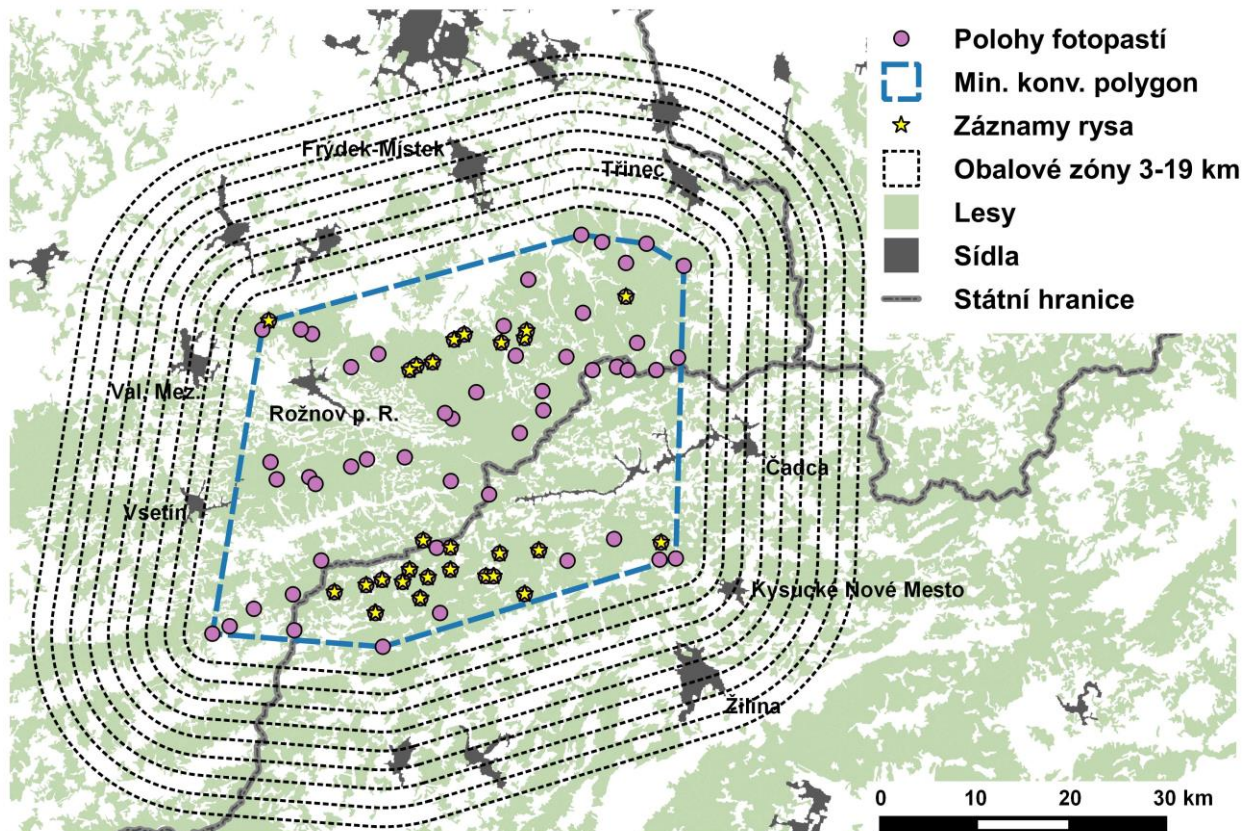 Polohy fotopastí
Min. konv. polygon
Záznamy rysa
Obalové zóny 3-19 km
Lesy
Sídla
Státní hranice
Frýdek-Místek
Třinec
Val. Mez.
Rožnov p. R.
Čadca
Vsetín
Kysucké Nové Mesto
Žilina
0 10 20 30 km